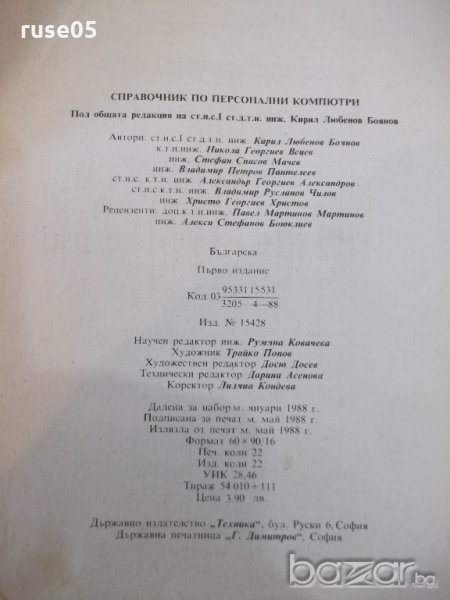 ruse05
СПРАВОЧНИК ПО ПЕРСОНАЛНИ КОМПЮТРИ
Под общата редакция на ст.н.с.I ст.д.т.н. инж. Кирил Любенов Боянов
Автори: ст.н.с.I ст.д.т.н. инж. Кирил Любенов Боянов
к.т.н.инж. Никола Георгиев Вецев
инж. Стефан Спасов Мачев
инж. Владимир Петров Пантелеев
ст.н.с. к.т.н. инж. Александър Георгиев Александров
ст.н.с.к.т.н. инж. Владимир Русланов Чилов
инж. Христо Георгиев Христов
Рецензенти: доц.к.т.н.инж. Павел Мартинов Мартинов
инж. Алекси Стефанов Боюклиев
Българска
Първо издание
Код 03 9533115531
3205—4—88
Изд. № 15428
Научен редактор инж. Румяна Ковачева
Художник Трайко Попов
Художествен редактор Досю Досев
Технически редактор Дарина Асенова
Коректор Лиляна Кондева
Дадена за набор м. януари 1988 г.
Подписана за печат м. май 1988 г.
Излязла от печат м. май 1988 г.
Формат 60×90/16
Печ. коли 22
Изд. коли 22
УИК 28,46
Тираж 54 010+111
Цена 3,90 лв.
Държавно издателство „Техника“, бул. Руски 6, София
Държавна печатница „Г. Димитров“, София
bazar.bg